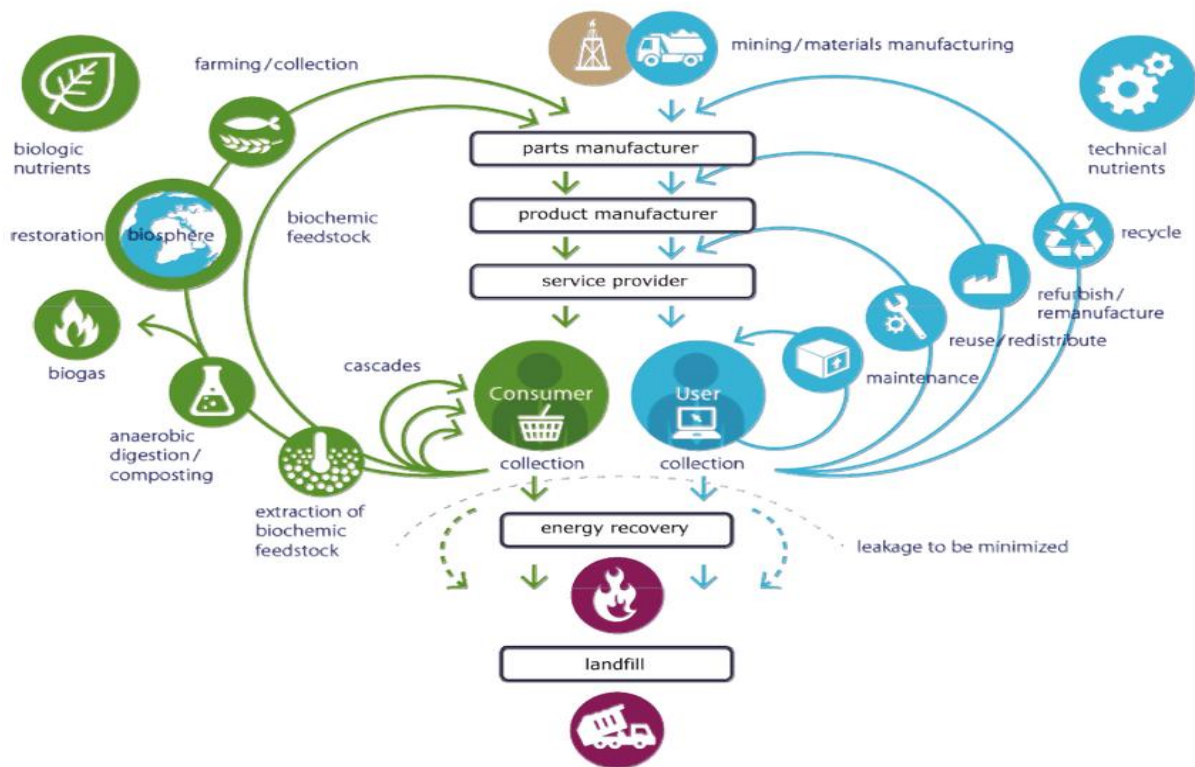 mining/materials manufacturing
farming/collection
biologic
nutrients
technical
nutrients
parts manufacturer
biochemic
feedstock
product manufacturer
restoration
biosphere
recycle
service provider
refurbish/
remanufacture
reuse/redistribute
biogas
cascades
maintenance
Consumer
User
anaerobic
digestion/
composting
collection
collection
extraction of
biochemic
feedstock
energy recovery
leakage to be minimized
landfill